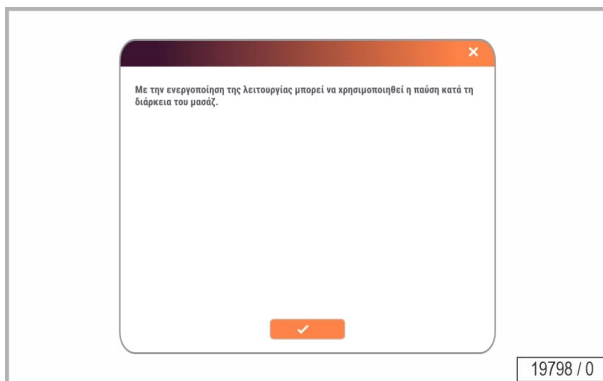 Με την ενεργοποίηση της λειτουργίας μπορεί να χρησιμοποιηθεί η παύση κατά τη
διάρκεια του μασάζ.
19798 / 0